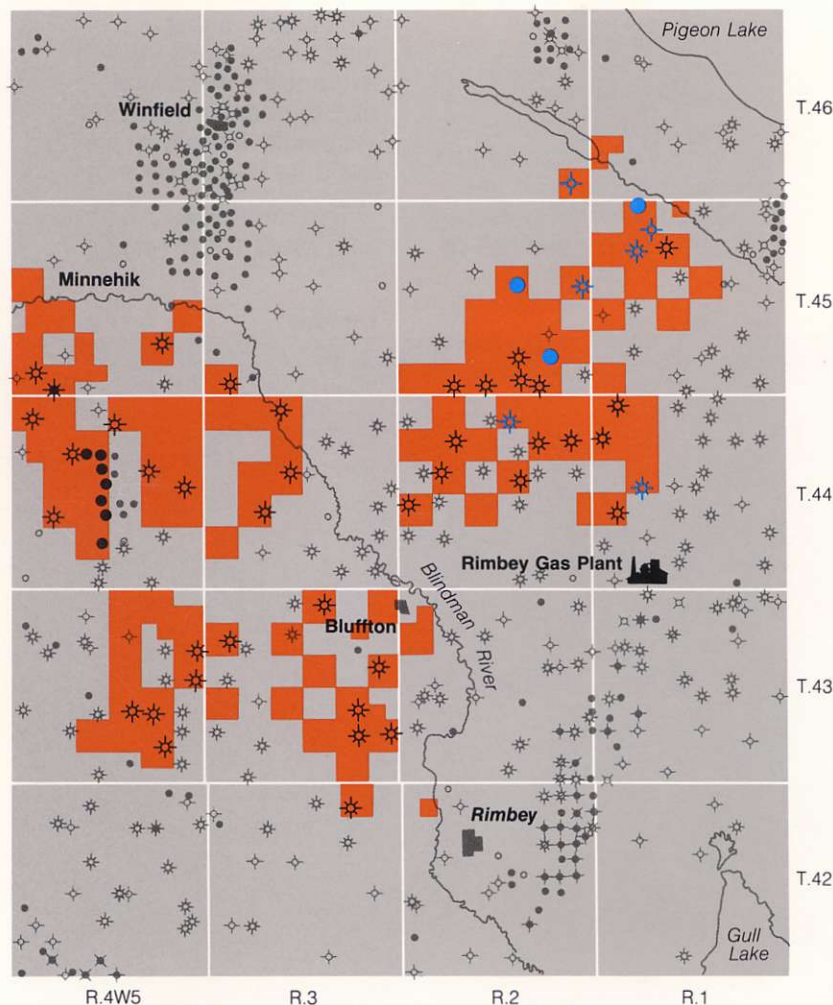 Pigeon Lake
Winfield
T.46
Minnehik
T.45
T.44
Rimbey Gas Plant
Blindman
River
Bluffton
T.43
Rimbey
T.42
Gull
Lake
R.4W5 R.3 R.2 R.1